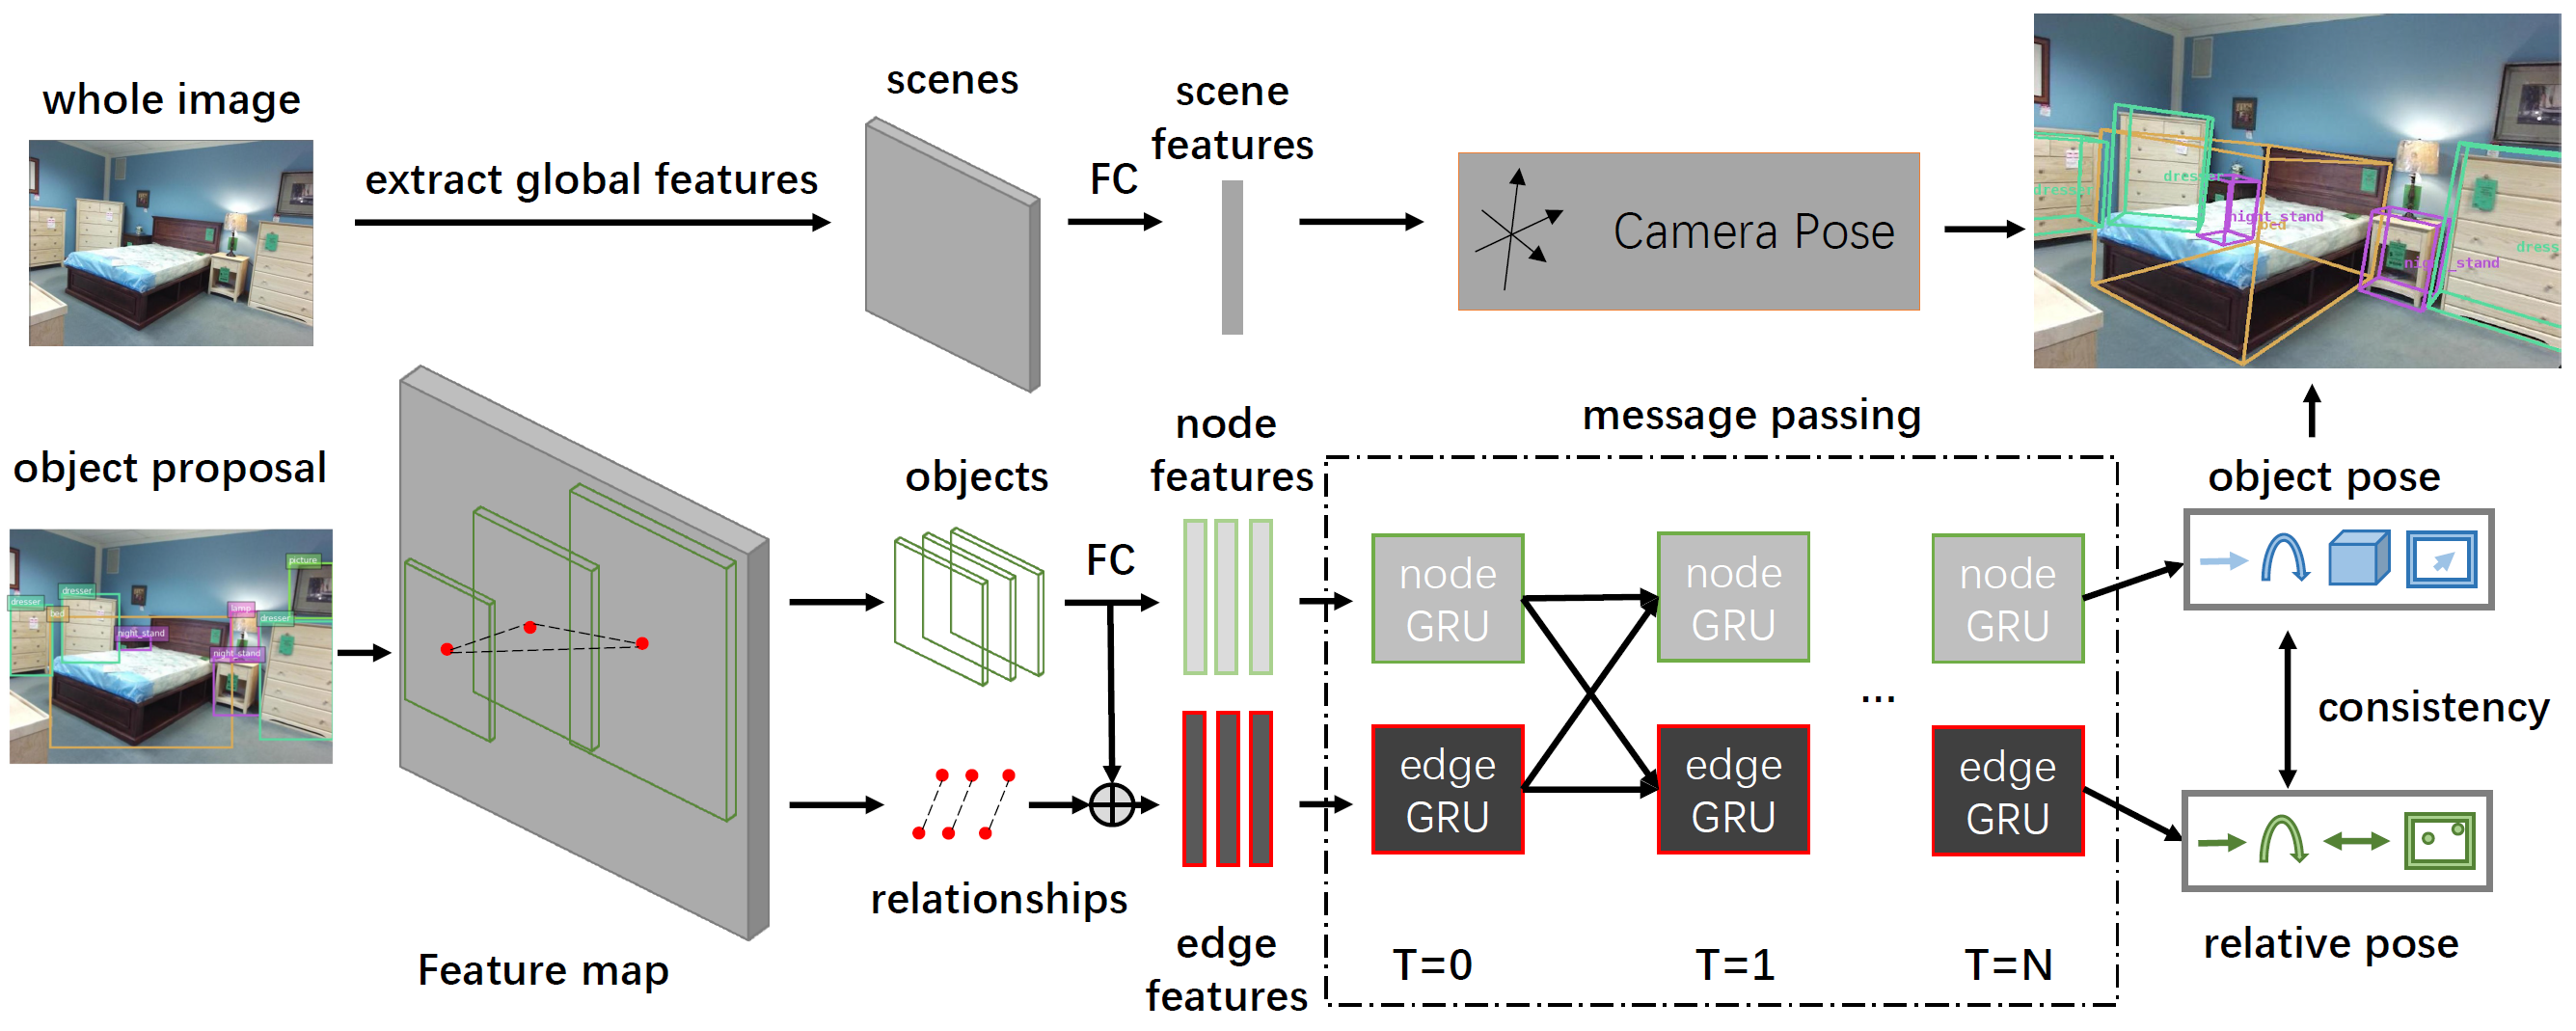 whole image
extract global features
scenes
FC
scene
features
Camera Pose
dresser
dresser
night_stand
bed
night_stand
dress
object proposal
picture
dresser
dresser
bed
lamp
dresser
night_stand
night_stand
Feature map
objects
FC
node
features
relationships
edge
features
message passing
node
GRU
node
GRU
node
GRU
...
edge
GRU
edge
GRU
edge
GRU
T=0
T=1
T=N
object pose
consistency
relative pose